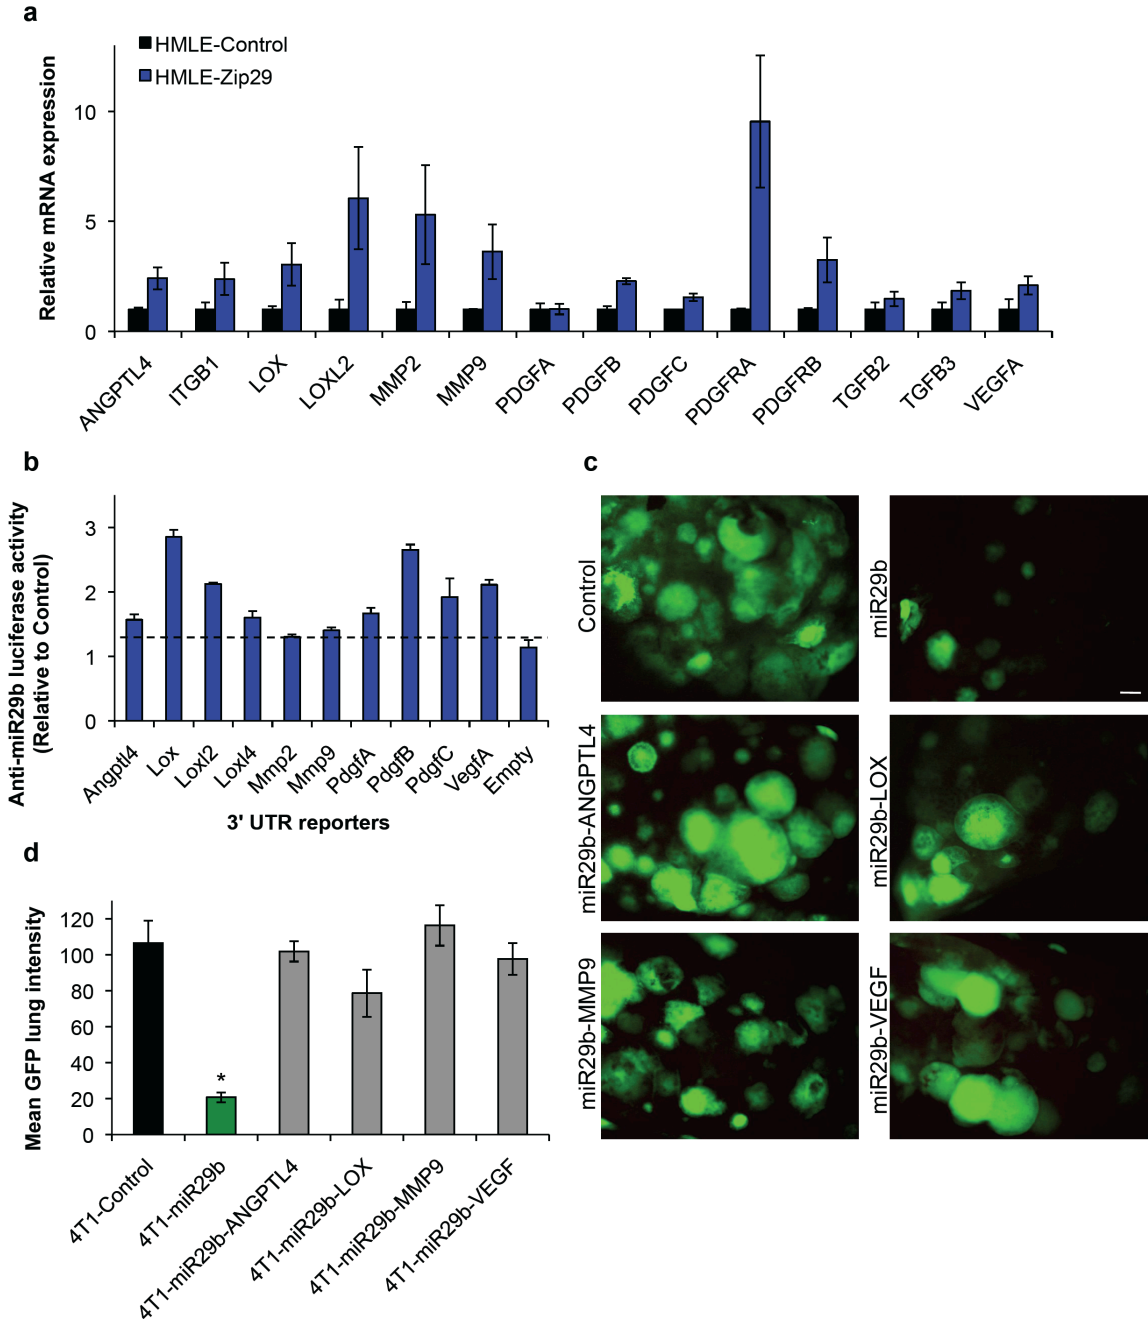 a
HMLE-Control
HMLE-Zip29
Relative mRNA expression
10
5
0
ANGPTL4
ITGB1
LOX
LOXL2
MMP2
MMP9
PDGFA
PDGFB
PDGFC
PDGFRA
PDGFRB
TGFB2
TGFB3
VEGFA
b
Anti-miR29b luciferase activity
(Relative to Control)
3
2
1
0
Angptl4
Lox
Loxl2
Loxl4
Mmp2
Mmp9
PdgfA
PdgfB
PdgfC
VegfA
Empty
3' UTR reporters
c
Control
miR29b
miR29b-ANGPTL4
miR29b-LOX
miR29b-MMP9
miR29b-VEGF
d
Mean GFP lung intensity
120
100
80
60
40
20
0
*
4T1-Control
4T1-miR29b
4T1-miR29b-ANGPTL4
4T1-miR29b-LOX
4T1-miR29b-MMP9
4T1-miR29b-VEGF